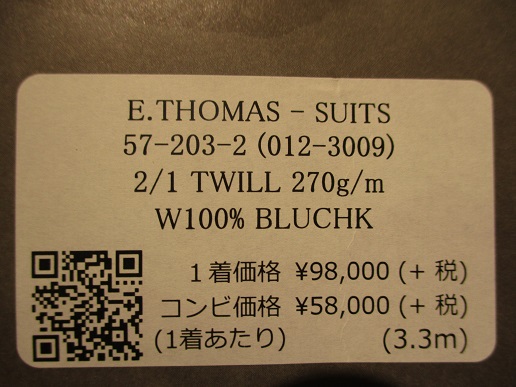 E.THOMAS - SUITS
57-203-2 (012-3009)
2/1 TWILL 270g/m
W100% BLUCHK
1着価格 ¥98,000 (+ 税)
コンビ価格 ¥58,000 (+ 税)
(1着あたり) (3.3m)